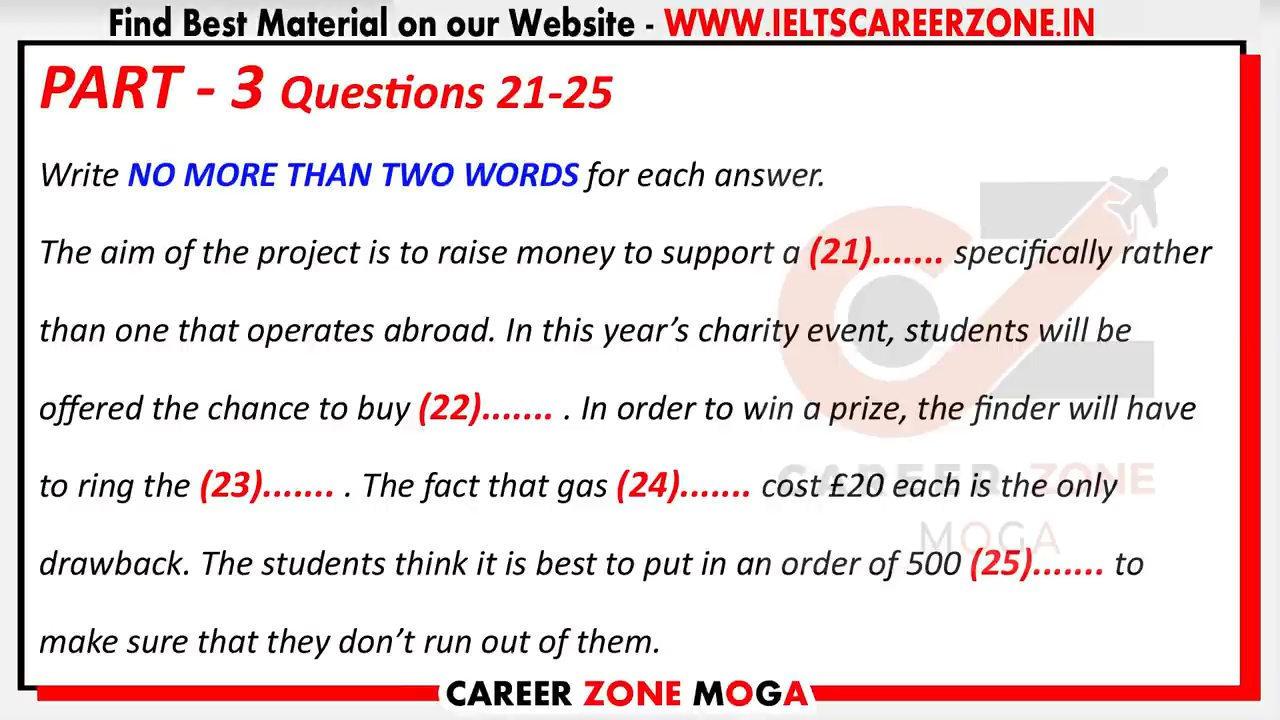 Find Best Material on our Website - WWW.IELTSCAREERZONE.IN
PART - 3 Questions 21-25
Write NO MORE THAN TWO WORDS for each answer.
The aim of the project is to raise money to support a (21)....... specifically rather
than one that operates abroad. In this year’s charity event, students will be
offered the chance to buy (22)....... . In order to win a prize, the finder will have
to ring the (23)....... . The fact that gas (24)....... cost £20 each is the only
drawback. The students think it is best to put in an order of 500 (25)....... to
make sure that they don’t run out of them.
CAREER ZONE
MOGA
CAREER ZONE MOGA